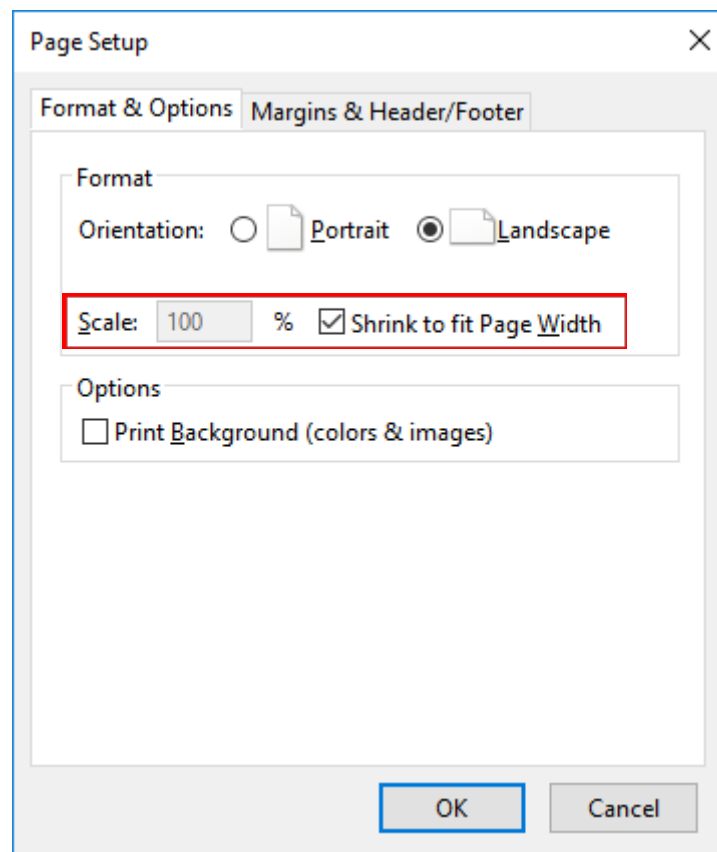 Page Setup
Format & Options Margins & Header/Footer
Format
Orientation: Portrait Landscape
Scale: 100 % Shrink to fit Page Width
Options
Print Background (colors & images)
OK Cancel